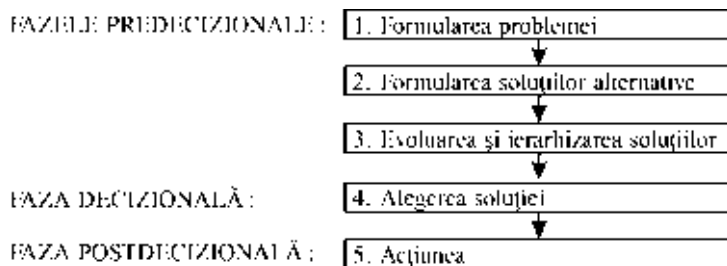 FAZELE PREDECIZIONALE : 1. Formularea problemei
2. Formularea soluţiilor alternative
3. Evoluarea şi ierarhizarea soluţiilor
FAZA DECIZIONALĂ : 4. Alegerea soluţiei
FAZA POSTDECIZIONALĂ : 5. Acţiunea